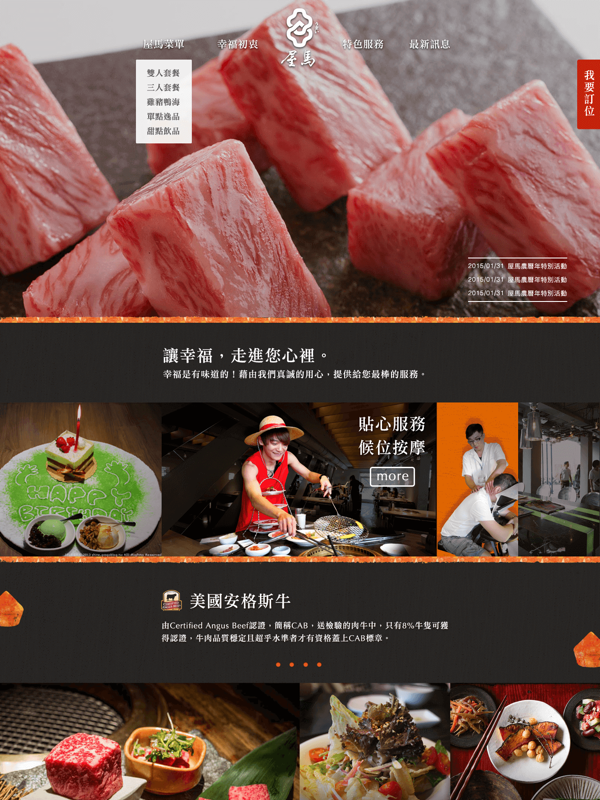 屋馬菜單
幸福初衷
屋馬
特色服務
最新訊息
雙人套餐
三人套餐
雞豬鴨海
單點逸品
甜點飲品
我要訂位
2015/01/31 屋馬農曆年特別活動
2015/01/31 屋馬農曆年特別活動
2015/01/31 屋馬農曆年特別活動
讓幸福，走進您心裡。
幸福是有味道的！藉由我們真誠的用心，提供給您最棒的服務。
貼心服務
候位按摩
more
HAPPY
BIRTHDAY
美國安格斯牛
由Certified Angus Beef認證，簡稱CAB，送檢驗的肉牛中，只有8%牛隻可獲
得認證，牛肉品質穩定且超乎水準者才有資格蓋上CAB標章。